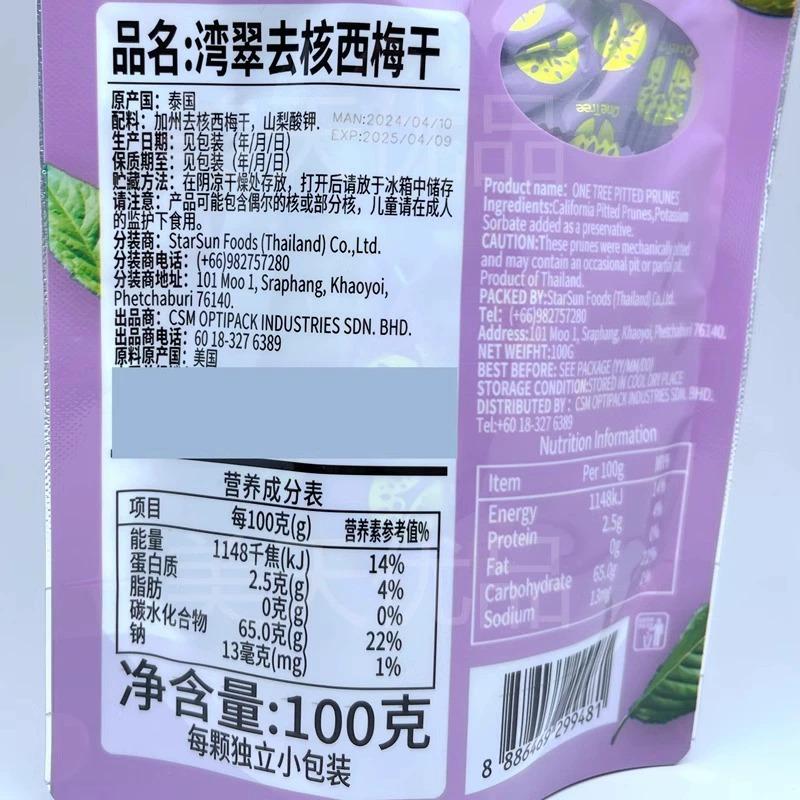 品名:湾翠去核西梅干
原产国：泰国
配料：加州去核西梅干，山梨酸钾.
MAN:2024/04/10
生产日期：见包装（年/月/日）
EXP:2025/04/09
保质期至：见包装（年/月/日）
贮藏方法：在阴凉干燥处存放，打开后请放于冰箱中储存
请注意：产品可能包含偶尔的核或部分核，儿童请在成人
的监护下食用。
分装商：StarSun Foods (Thailand) Co.,Ltd.
分装商电话：(+66)982757280
分装商地址：101 Moo 1, Sraphang, Khaoyoi,
Phetchaburi 76140.
出品商：CSM OPTIPACK INDUSTRIES SDN. BHD.
出品商电话：60 18-327 6389
原料原产国：美国
营养成分表
项目 每100克(g) 营养素参考值%
能量 1148千焦(kJ) 14%
蛋白质 2.5克(g) 4%
脂肪 0克(g) 0%
碳水化合物 65.0克(g) 22%
钠 13毫克(mg) 1%
净含量:100克
每颗独立小包装
OneTree
Product name：ONE TREE PITTED PRUNES
Ingredients:California Pitted Prunes,Potassium
Sorbate added as a preservative.
CAUTION:These prunes were mechanically pitted
and may contain an occasional pit or partial pit.
Product of Thailand.
PACKED BY:StarSun Foods (Thailand) Co.,Ltd.
Tel：(+66)982757280
Address:101 Moo 1, Sraphang, Khaoyoi, Phetchaburi 76140.
NET WEIFHT:100G
BEST BEFORE: SEE PACKAGE (YY/MM/DD)
STORAGE CONDITION:STORED IN COOL DRY PLACE
DISTRIBUTED BY：CSM OPTIPACK INDUSTRIES SDN. BHD.
Tel:+60 18-327 6389
Nutrition Information
Item Per 100g
Energy 1148kJ
Protein 2.5g
Fat 0g
Carbohydrate 65.0g
Sodium 13mg
8 886469 299481